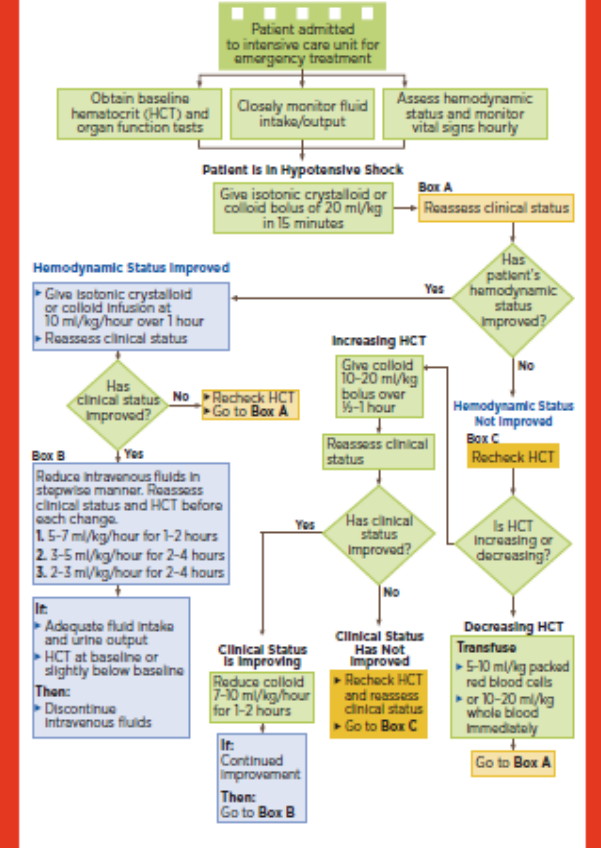 Patient admitted
to intensive care unit for
emergency treatment
Obtain baseline
hematocrit (HCT) and
organ function tests
Closely monitor fluid
intake/output
Assess hemodynamic
status and monitor
vital signs hourly
Patient Is in Hypotensive Shock
Give isotonic crystalloid or
colloid bolus of 20 ml/kg
in 15 minutes
Box A
Reassess clinical status
Has
patient's
hemodynamic
status
improved?
Yes
No
Hemodynamic Status Improved
▸ Give isotonic crystalloid
or colloid infusion at
10 ml/kg/hour over 1 hour
▸ Reassess clinical status
Has
clinical status
improved?
No
▸ Recheck HCT
▸ Go to Box A
Yes
Box B
Reduce intravenous fluids in
stepwise manner. Reassess
clinical status and HCT before
each change.
1. 5-7 ml/kg/hour for 1-2 hours
2. 3-5 ml/kg/hour for 2-4 hours
3. 2-3 ml/kg/hour for 2-4 hours
If:
▸ Adequate fluid intake
and urine output
▸ HCT at baseline or
slightly below baseline
Then:
▸ Discontinue
intravenous fluids
Hemodynamic Status
Not Improved
Box C
Recheck HCT
Is HCT
increasing or
decreasing?
Increasing HCT
Give colloid
10-20 ml/kg
bolus over
½-1 hour
Reassess clinical
status
Has clinical
status
improved?
Yes
No
Clinical Status
Is Improving
Reduce colloid
7-10 ml/kg/hour
for 1-2 hours
If:
Continued
improvement
Then:
Go to Box B
Clinical Status
Has Not
Improved
▸ Recheck HCT
and reassess
clinical status
▸ Go to Box C
Decreasing HCT
Transfuse
▸ 5-10 ml/kg packed
red blood cells
▸ or 10-20 ml/kg
whole blood
immediately
Go to Box A